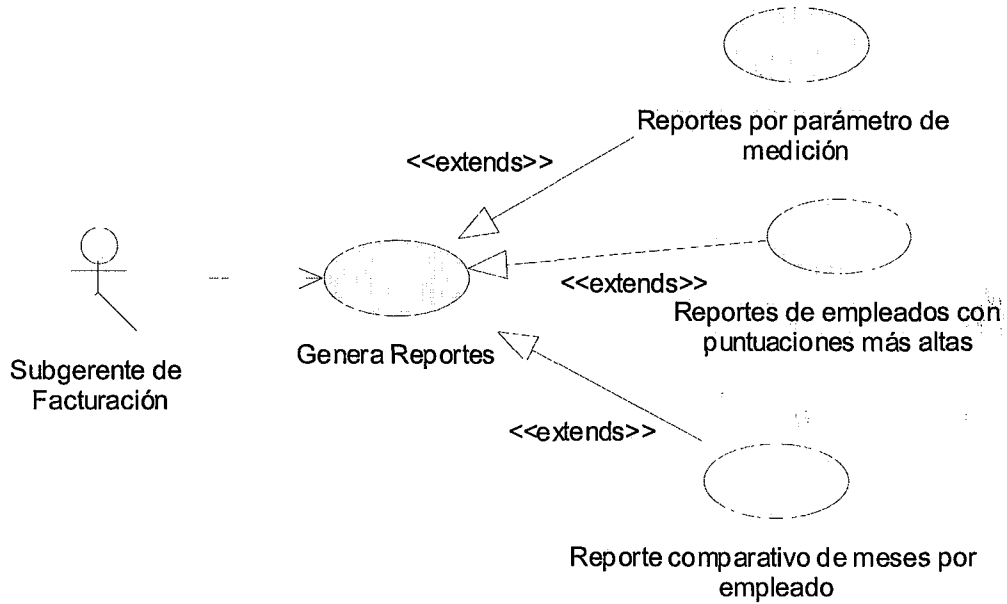 Reportes por parámetro de
medición
<<extends>>
<<extends>>
Reportes de empleados con
puntuaciones más altas
Genera Reportes
Subgerente de
Facturación
<<extends>>
Reporte comparativo de meses por
empleado